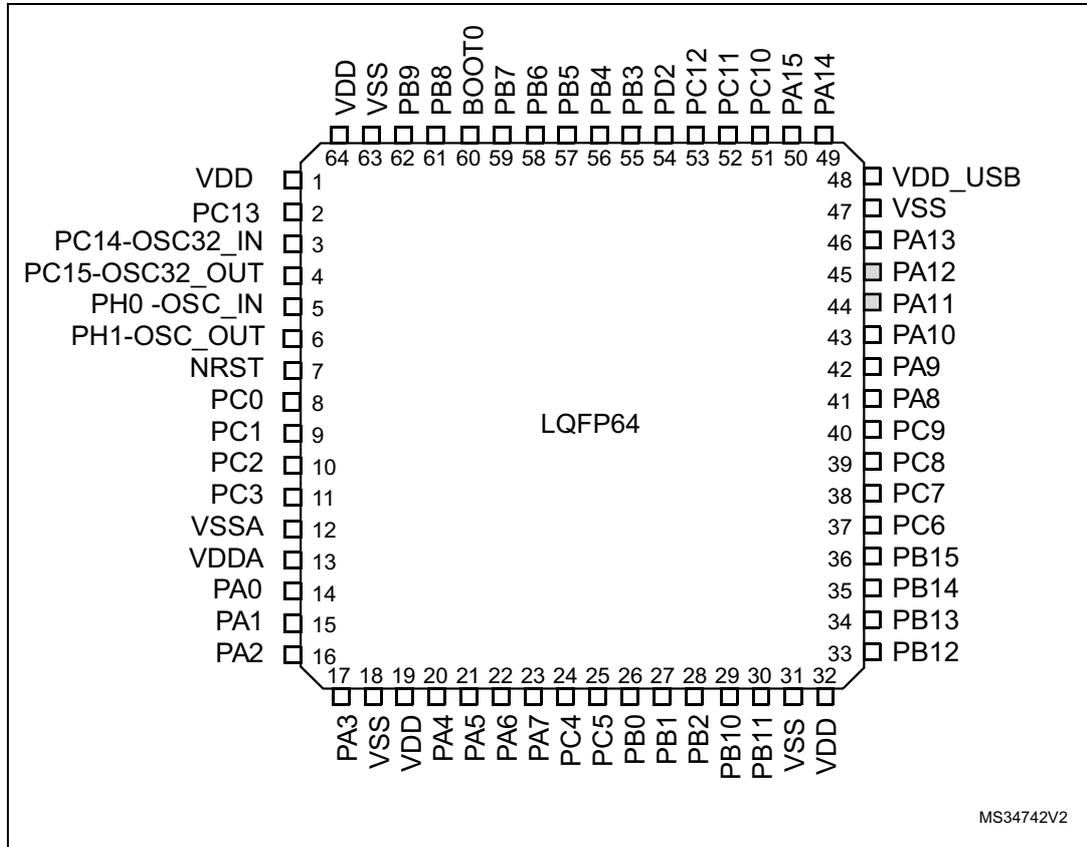 VDD
VSS
PB9
PB8
BOOT0
PB7
PB6
PB5
PB4
PB3
PD2
PC12
PC11
PC10
PA15
PA14
64 63 62 61 60 59 58 57 56 55 54 53 52 51 50 49
VDD 1
PC13 2
PC14-OSC32_IN 3
PC15-OSC32_OUT 4
PH0 -OSC_IN 5
PH1-OSC_OUT 6
NRST 7
PC0 8
PC1 9
PC2 10
PC3 11
VSSA 12
VDDA 13
PA0 14
PA1 15
PA2 16
LQFP64
48 VDD_USB
47 VSS
46 PA13
45 PA12
44 PA11
43 PA10
42 PA9
41 PA8
40 PC9
39 PC8
38 PC7
37 PC6
36 PB15
35 PB14
34 PB13
33 PB12
17 18 19 20 21 22 23 24 25 26 27 28 29 30 31 32
PA3
VSS
VDD
PA4
PA5
PA6
PA7
PC4
PC5
PB0
PB1
PB2
PB10
PB11
VSS
VDD
MS34742V2